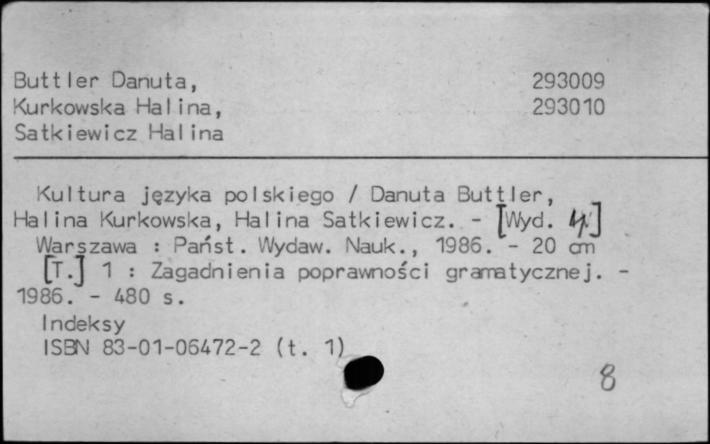 Buttler Danuta, 293009
Kurkowska Halina, 293010
Satkiewicz Halina
Kultura języka polskiego / Danuta Buttler,
Halina Kurkowska, Halina Satkiewicz. - [Wyd. 4.]
Warszawa : Państ. Wydaw. Nauk., 1986. - 20 cm
[T.] 1 : Zagadnienia poprawności gramatycznej. -
1986. - 480 s.
Indeksy
ISBN 83-01-06472-2 (t. 1)
8